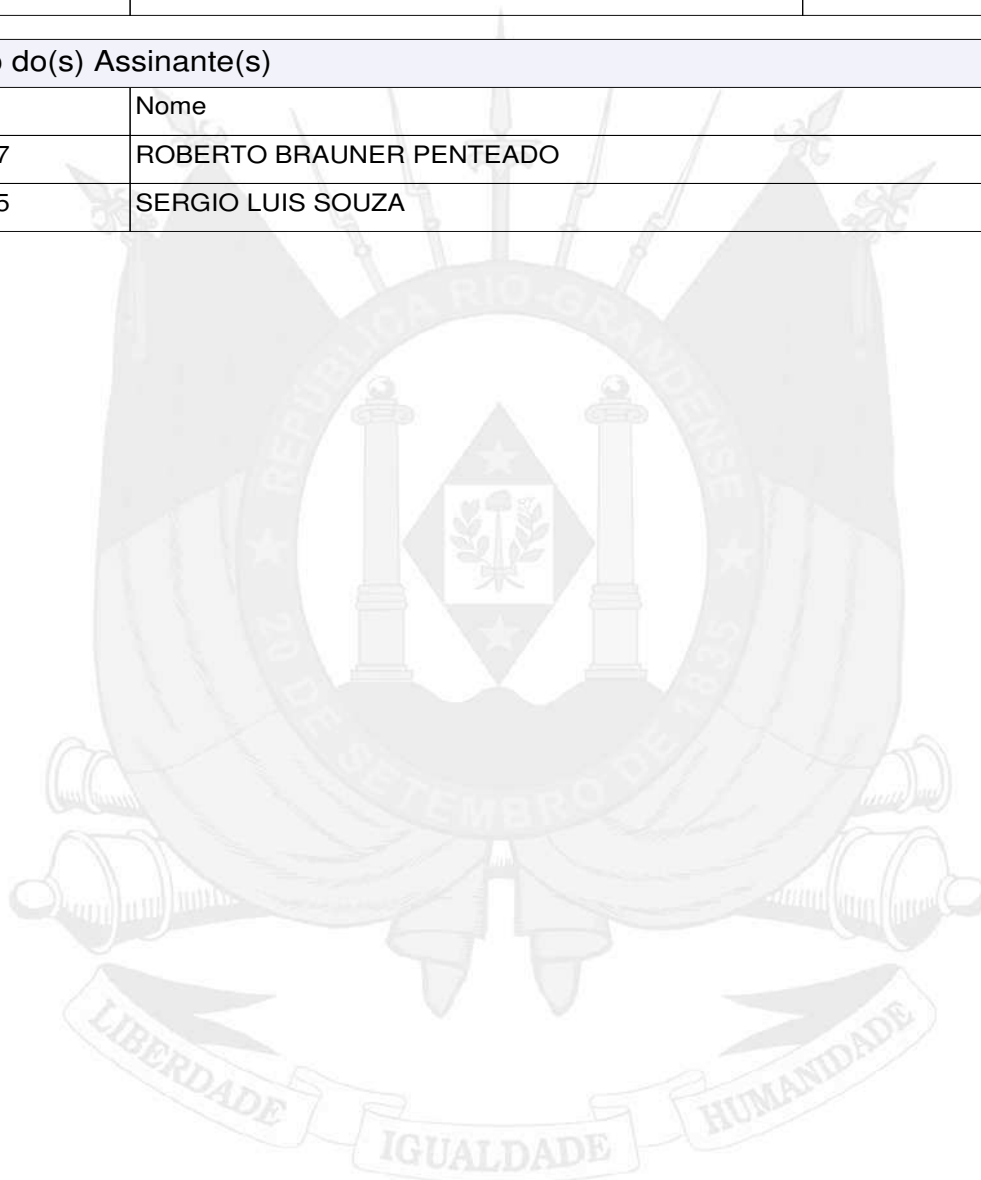 o do(s) Assinante(s)
Nome
7 ROBERTO BRAUNER PENTEADO
5 SERGIO LUIS SOUZA
REPÚBLICA RIO-GRANDENSE
20 DE SETEMBRO DE 1835
LIBERDADE
IGUALDADE
HUMANIDADE